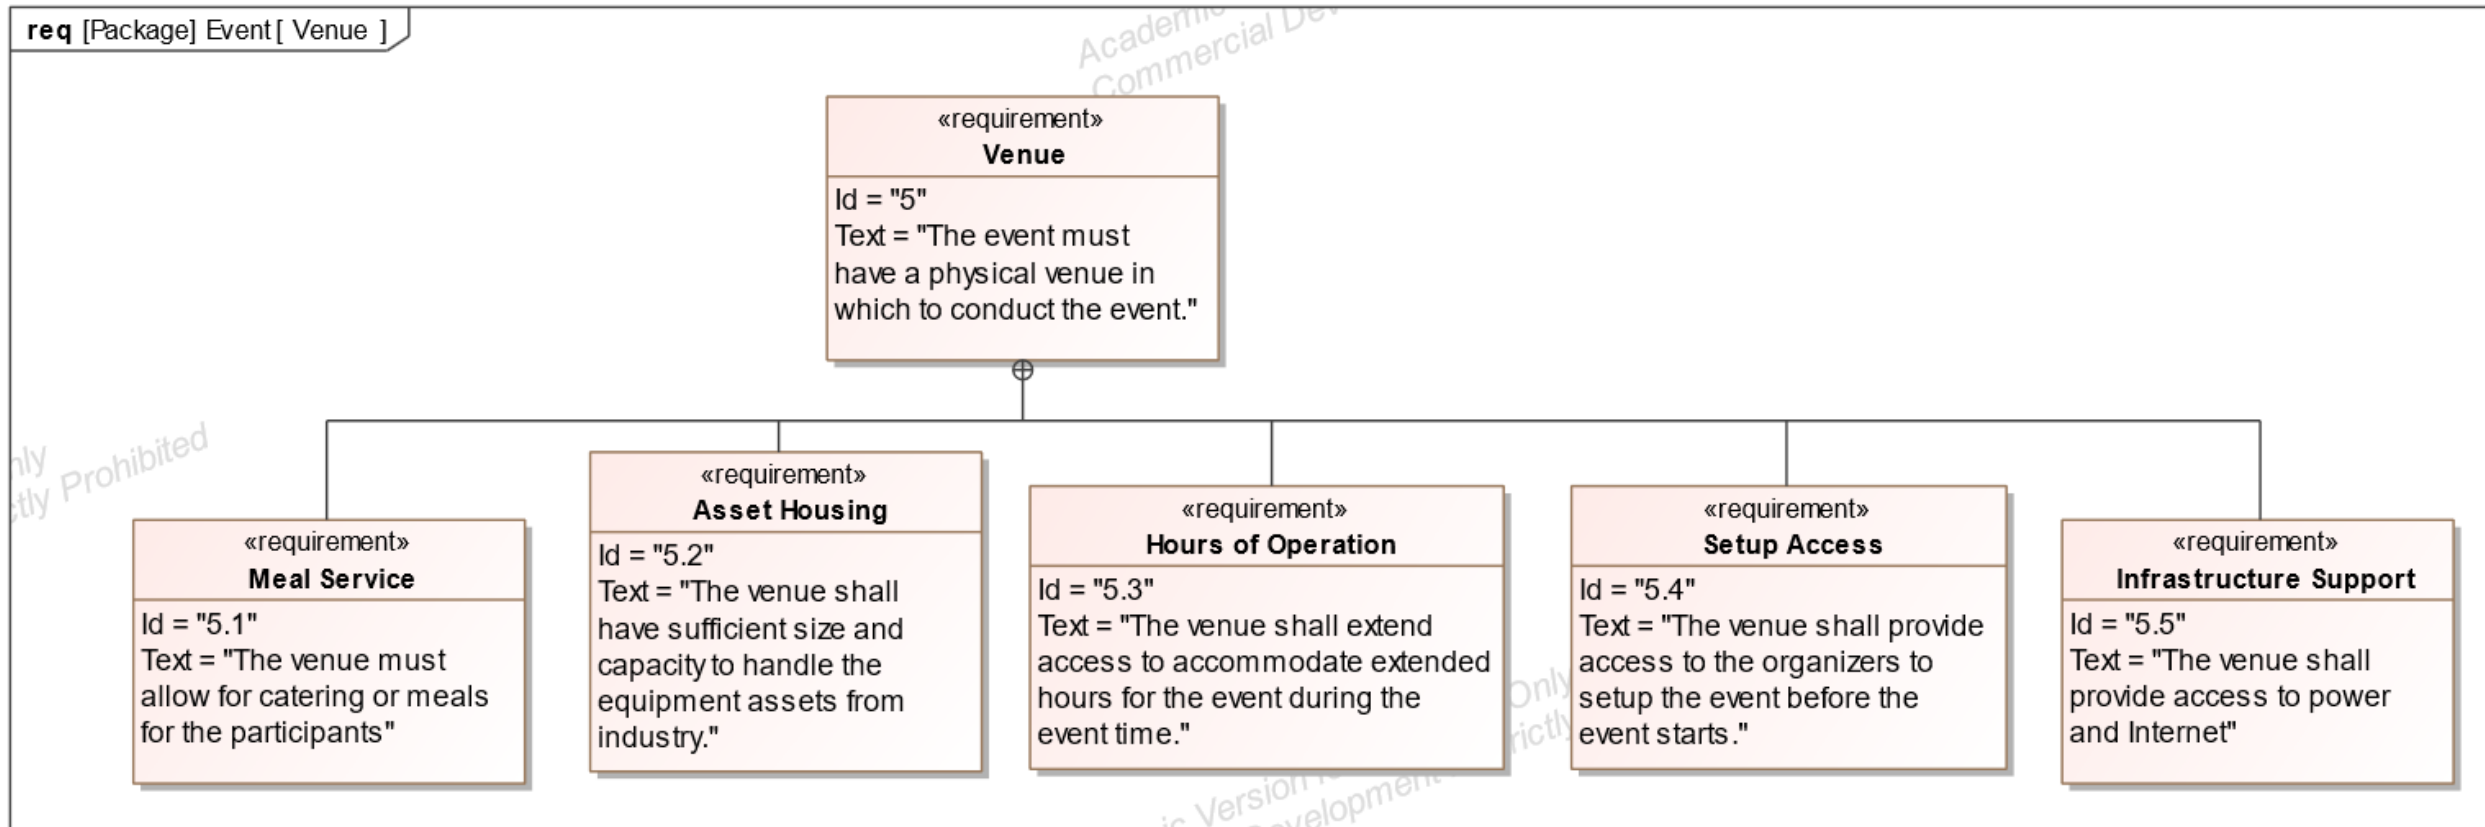 req [Package] Event [ Venue ]
Academic
Commercial Dev
«requirement»
Venue
Id = "5"
Text = "The event must
have a physical venue in
which to conduct the event."
Prohibited
«requirement»
Meal Service
Id = "5.1"
Text = "The venue must
allow for catering or meals
for the participants"
«requirement»
Asset Housing
Id = "5.2"
Text = "The venue shall
have sufficient size and
capacity to handle the
equipment assets from
industry."
«requirement»
Hours of Operation
Id = "5.3"
Text = "The venue shall extend
access to accommodate extended
hours for the event during the
event time."
«requirement»
Setup Access
Id = "5.4"
Text = "The venue shall provide
access to the organizers to
setup the event before the
event starts."
«requirement»
Infrastructure Support
Id = "5.5"
Text = "The venue shall
provide access to power
and Internet"
Only
Version